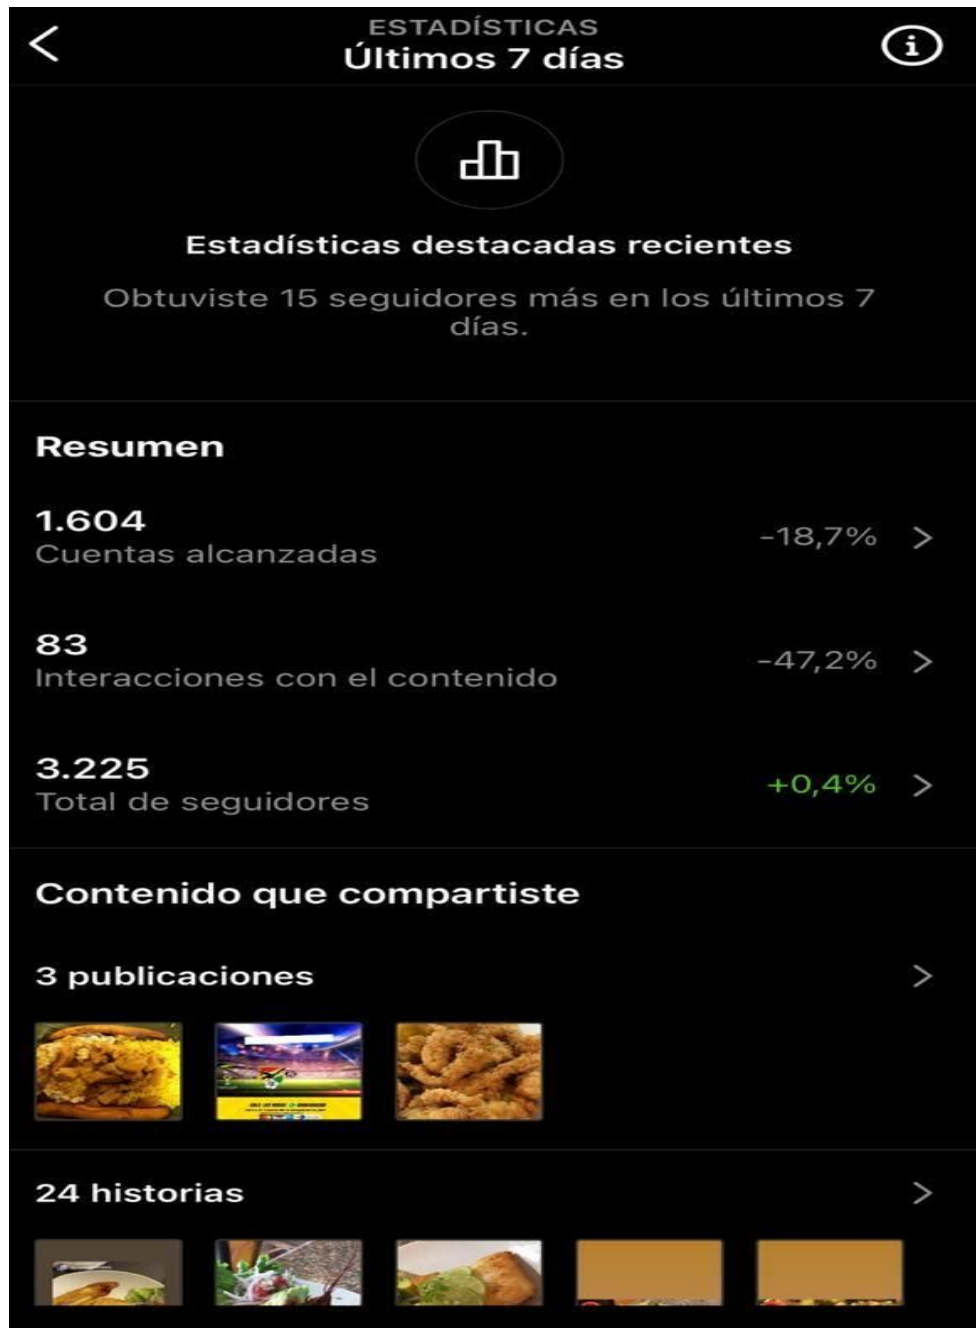 ESTADÍSTICAS
Últimos 7 días
Estadísticas destacadas recientes
Obtuviste 15 seguidores más en los últimos 7
días.
Resumen
1.604
Cuentas alcanzadas
-18,7%
83
Interacciones con el contenido
-47,2%
3.225
Total de seguidores
+0,4%
Contenido que compartiste
3 publicaciones
24 historias